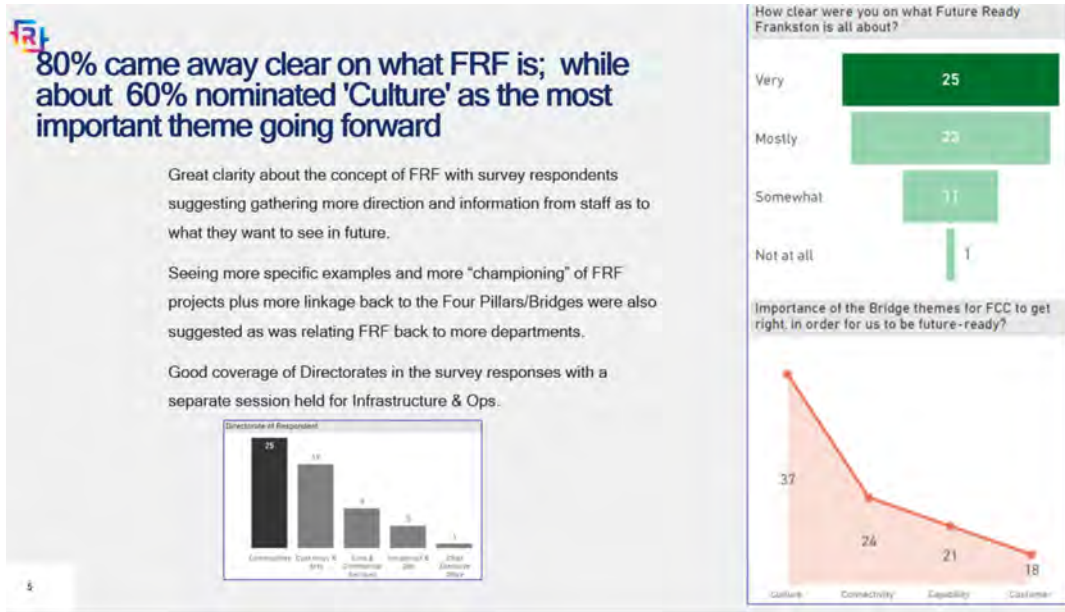 80% came away clear on what FRF is; while
about 60% nominated 'Culture' as the most
important theme going forward
Great clarity about the concept of FRF with survey respondents
suggesting gathering more direction and information from staff as to
what they want to see in future.
Seeing more specific examples and more “championing” of FRF
projects plus more linkage back to the Four Pillars/Bridges were also
suggested as was relating FRF back to more departments.
Good coverage of Directorates in the survey responses with a
separate session held for Infrastructure & Ops.
Directorate of Respondent
25
5
1
Communities
5
How clear were you on what Future Ready
Frankston is all about?
Very
25
Mostly
23
Somewhat
11
Not at all
1
Importance of the Bridge themes for FCC to get
right, in order for us to be future-ready?
37
24
21
18
Culture
Connectivity
Capability
Customer